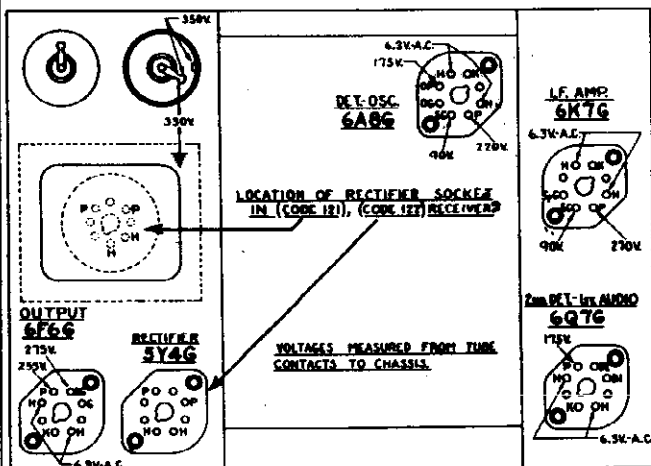 350V.
330V.
P
P
H
H
OUTPUT
6F6G
275V.
255V.
P
G
H
K
H
6.3V.-A.C.
RECTIFIER
5Y4G
P
P
H
H
LOCATION OF RECTIFIER SOCKET
IN (CODE 121), (CODE 122) RECEIVERS
VOLTAGES MEASURED FROM TUBE
CONTACTS TO CHASSIS.
6.3V.-A.C.
175V.
DET-OSC.
6A8G
H
K
H
P
90V.
270V.
I.F. AMP.
6K7G
6.3V.-A.C.
H
K
H
P
90V.
270V.
2ND DET-1ST AUDIO
6Q7G
175V.
P
H
K
H
6.3V.-A.C.